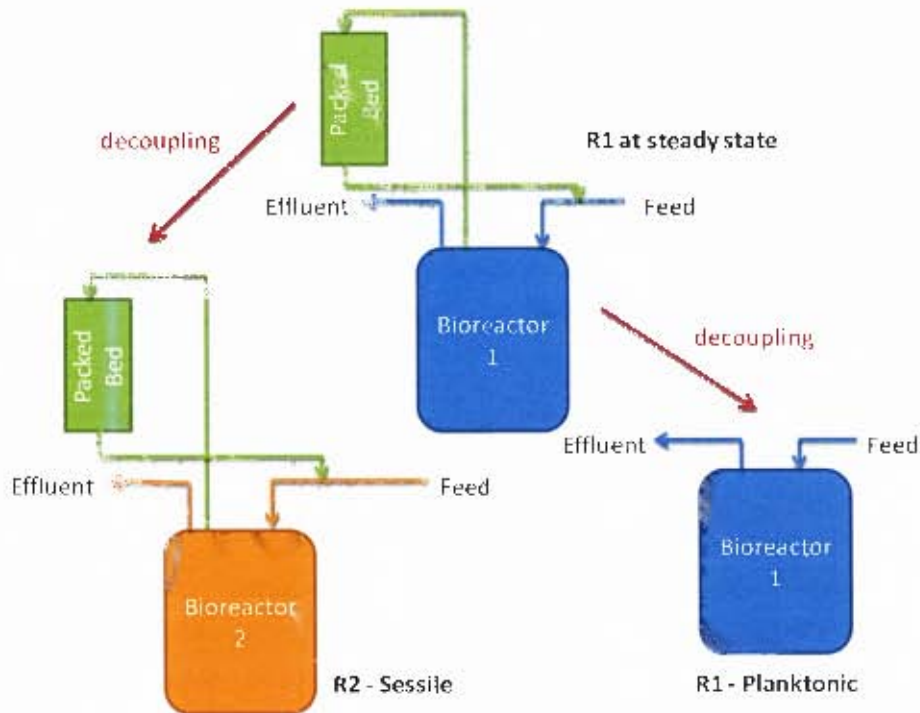 Packed
Bed
decoupling
R1 at steady state
Effluent
Feed
Bioreactor
1
decoupling
Packed
Bed
Effluent
Feed
Effluent
Feed
Bioreactor
1
Bioreactor
2
R2 - Sessile
R1 - Planktonic